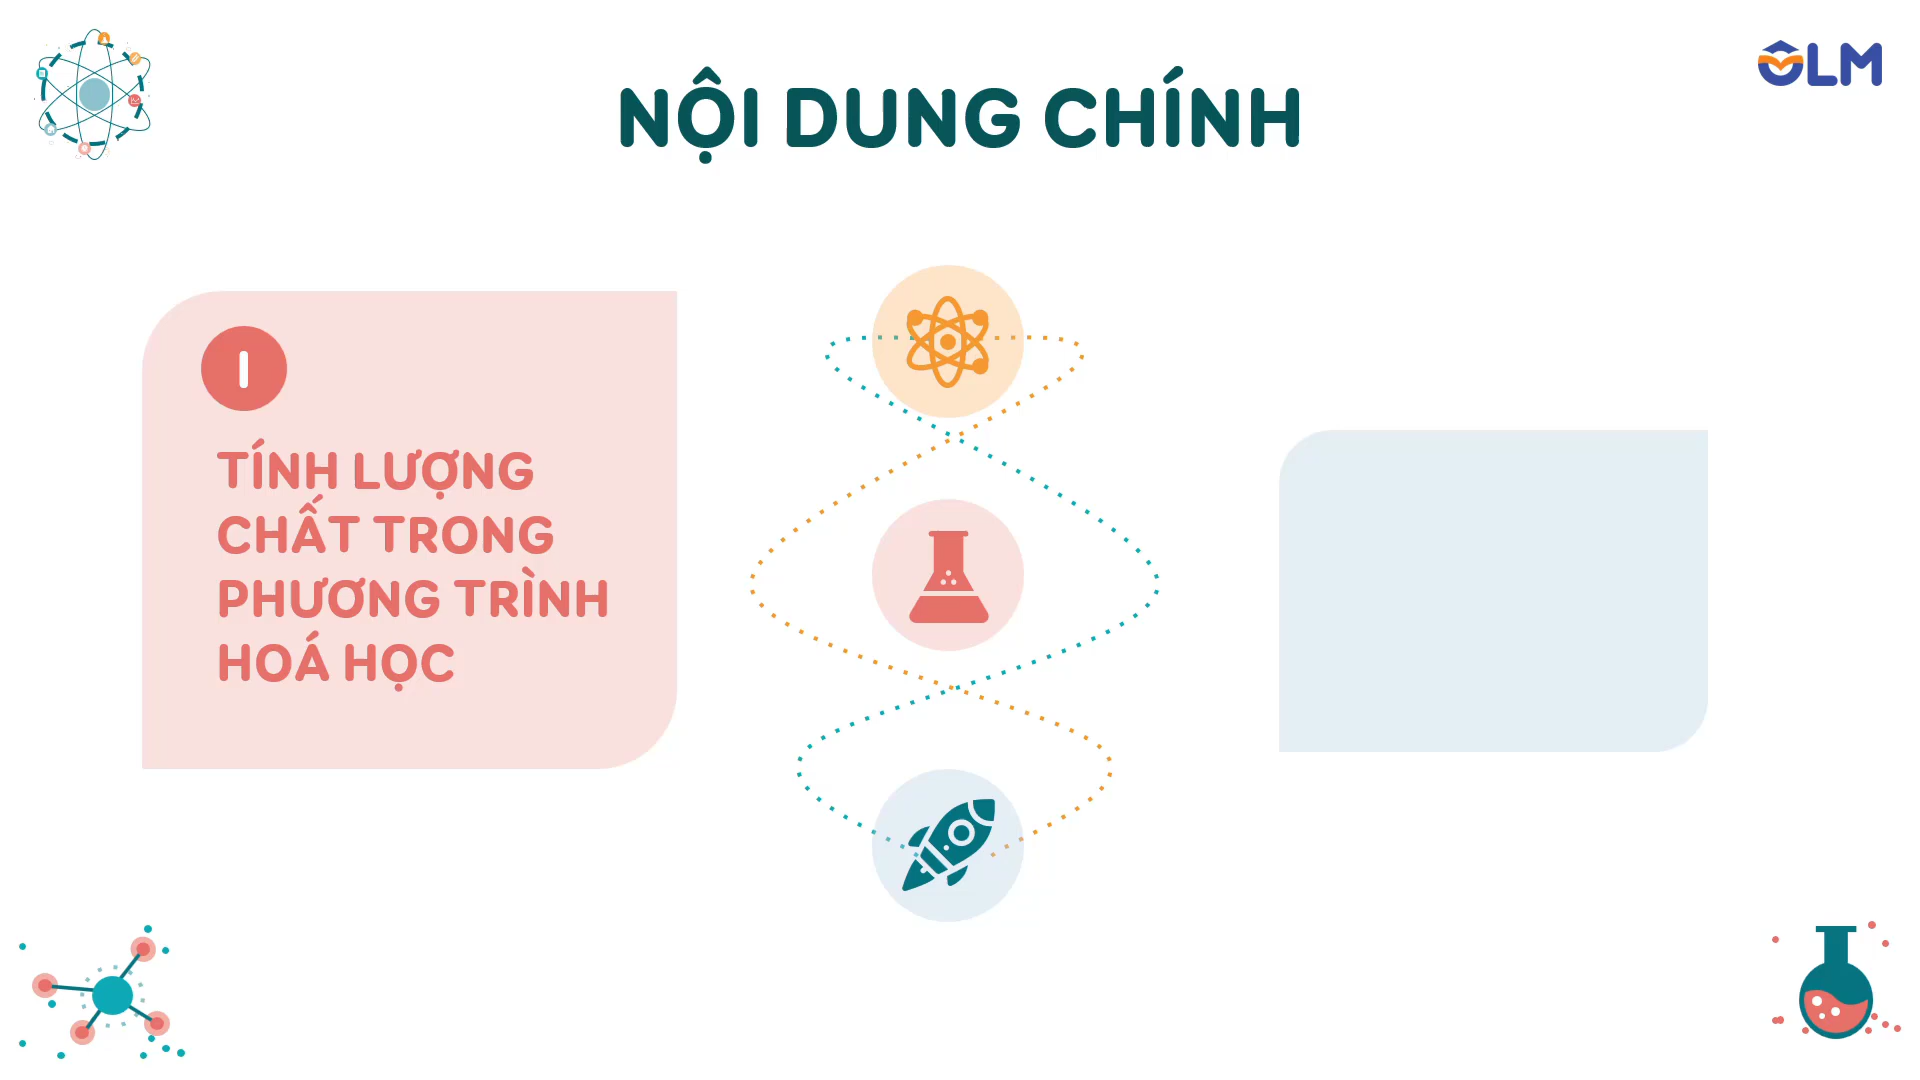 NỘI DUNG CHÍNH
OLM
I
TÍNH LƯỢNG
CHẤT TRONG
PHƯƠNG TRÌNH
HOÁ HỌC